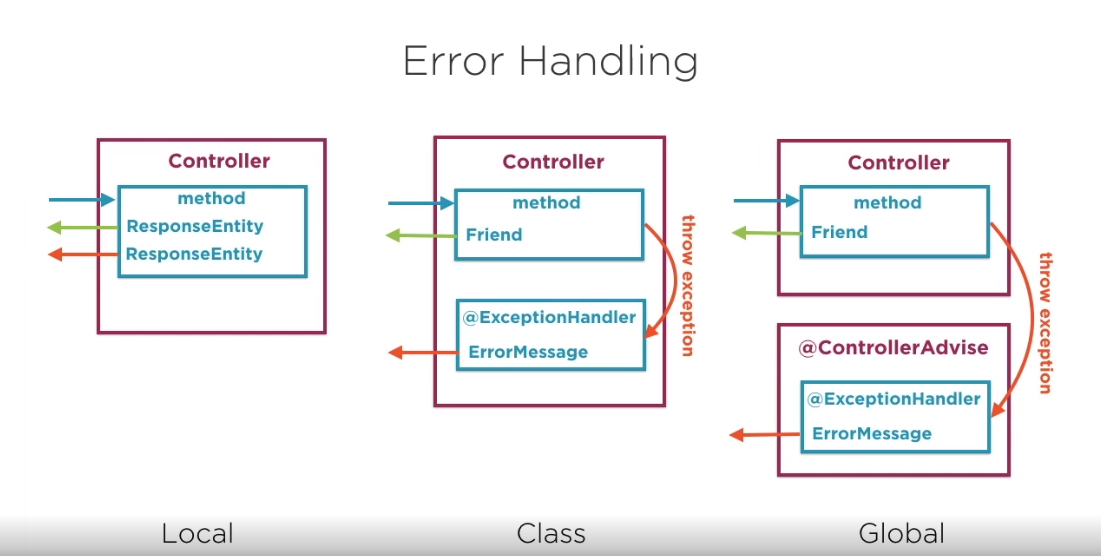 Error Handling
Controller
method
ResponseEntity
ResponseEntity
Local
Controller
method
Friend
throw exception
@ExceptionHandler
ErrorMessage
Class
Controller
method
Friend
throw exception
@ControllerAdvise
@ExceptionHandler
ErrorMessage
Global